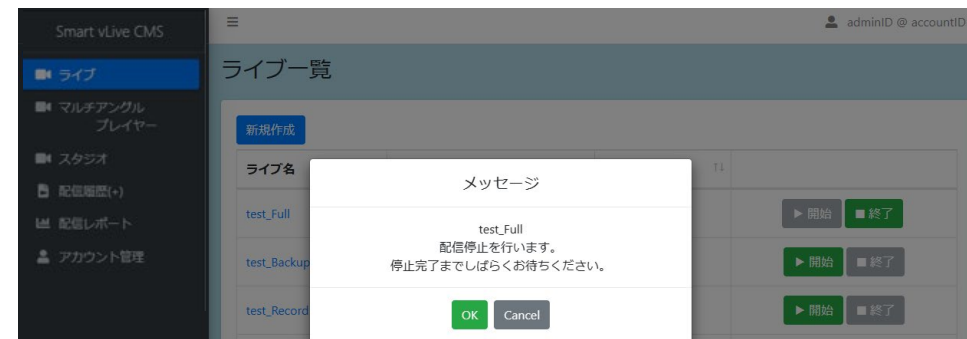 Smart vLive CMS
adminID @ accountID
ライブ
マルチアングル
プレイヤー
スタジオ
配信履歴(+)
配信レポート
アカウント管理
ライブ一覧
新規作成
ライブ名
メッセージ
test_Full
配信停止を行います。
停止完了までしばらくお待ちください。
OK Cancel
test_Full
開始 終了
test_Backup
開始 終了
test_Record
開始 終了